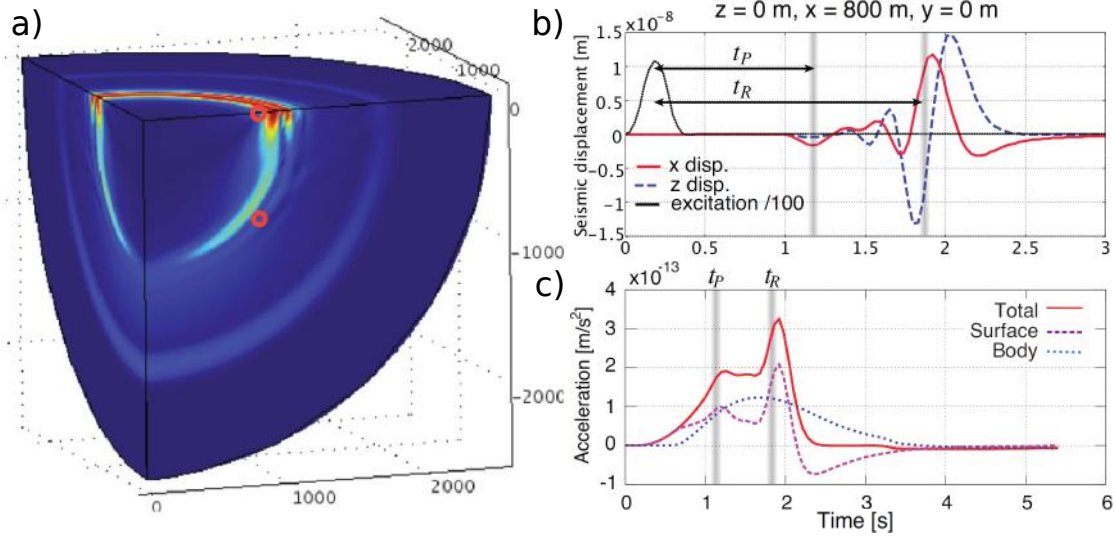 a)
2000
1000
0
-1000
-2000
0
1000
2000
b)
z = 0 m, x = 800 m, y = 0 m
x10^-8
Seismic displacement [m]
1.5
1
0.5
0
-0.5
-1
-1.5
t_P
t_R
x disp.
z disp.
excitation /100
0 0.5 1 1.5 2 2.5 3
c)
x10^-13
t_P t_R
Acceleration [m/s²]
4
3
2
1
0
-1
Total
Surface
Body
0 1 2 3 4 5 6
Time [s]